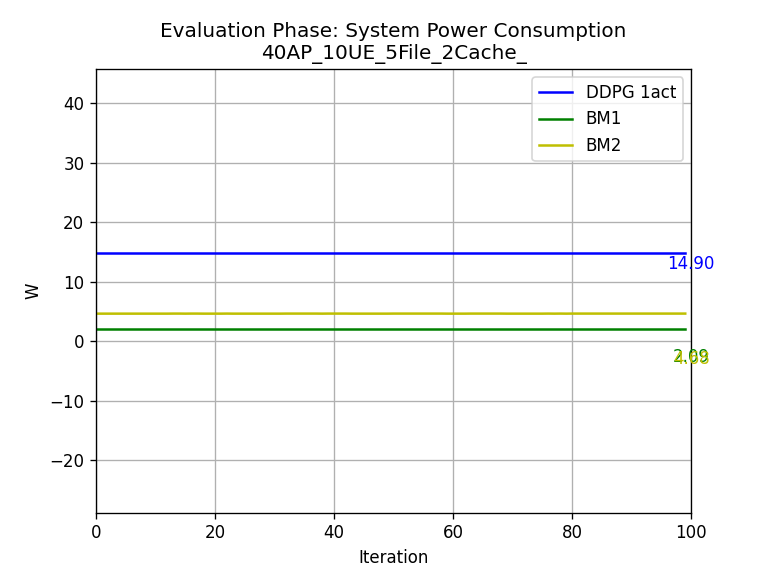 Evaluation Phase: System Power Consumption
40AP_10UE_5File_2Cache_
DDPG 1act
BM1
BM2
W
40
30
20
10
0
−10
−20
14.90
0
20
40
60
80
100
Iteration